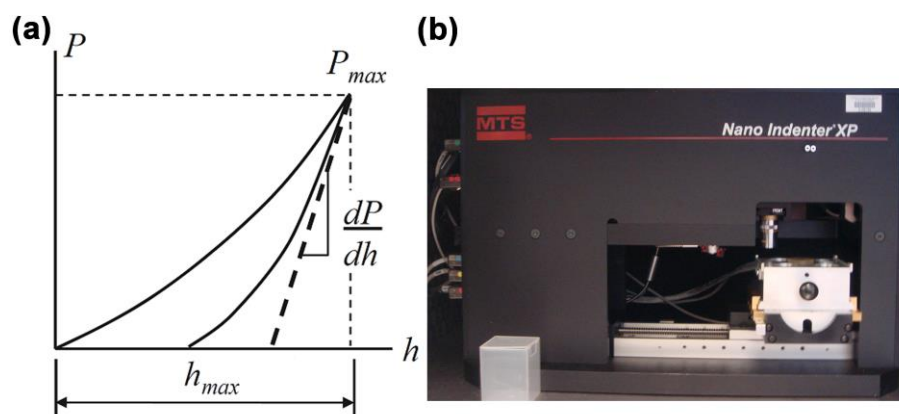 (a)
P
P_max
dP
dh
h
h_max
(b)
MTS
Nano Indenter® XP